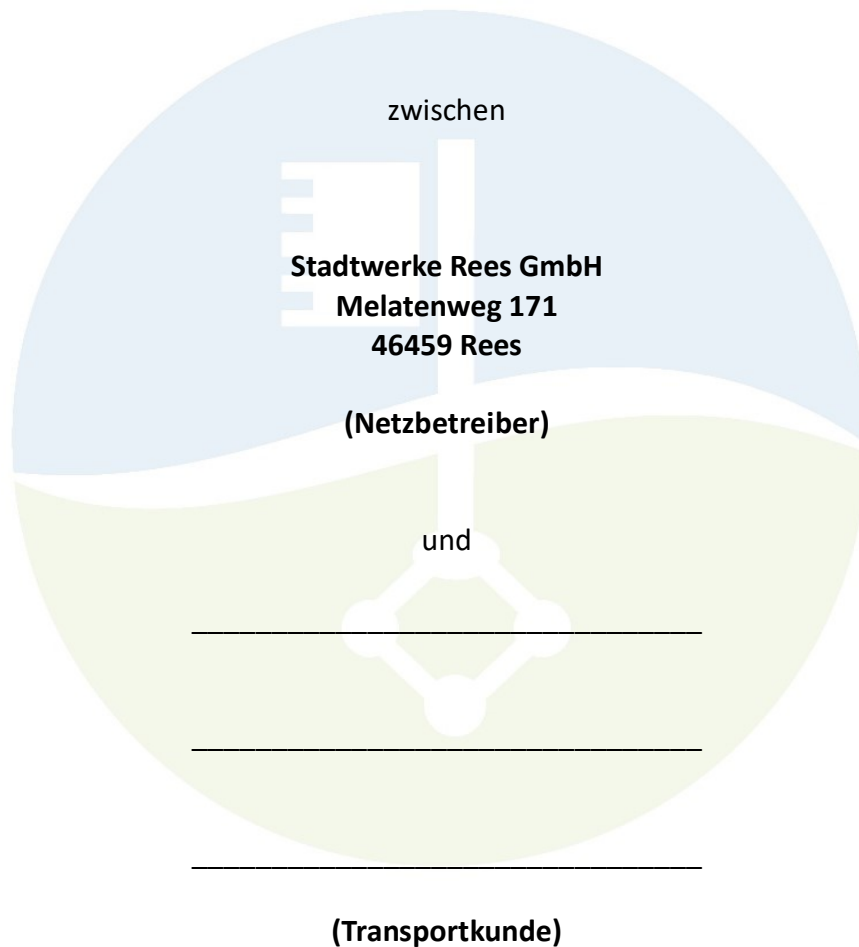 zwischen
Stadtwerke Rees GmbH
Melatenweg 171
46459 Rees
(Netzbetreiber)
und
(Transportkunde)